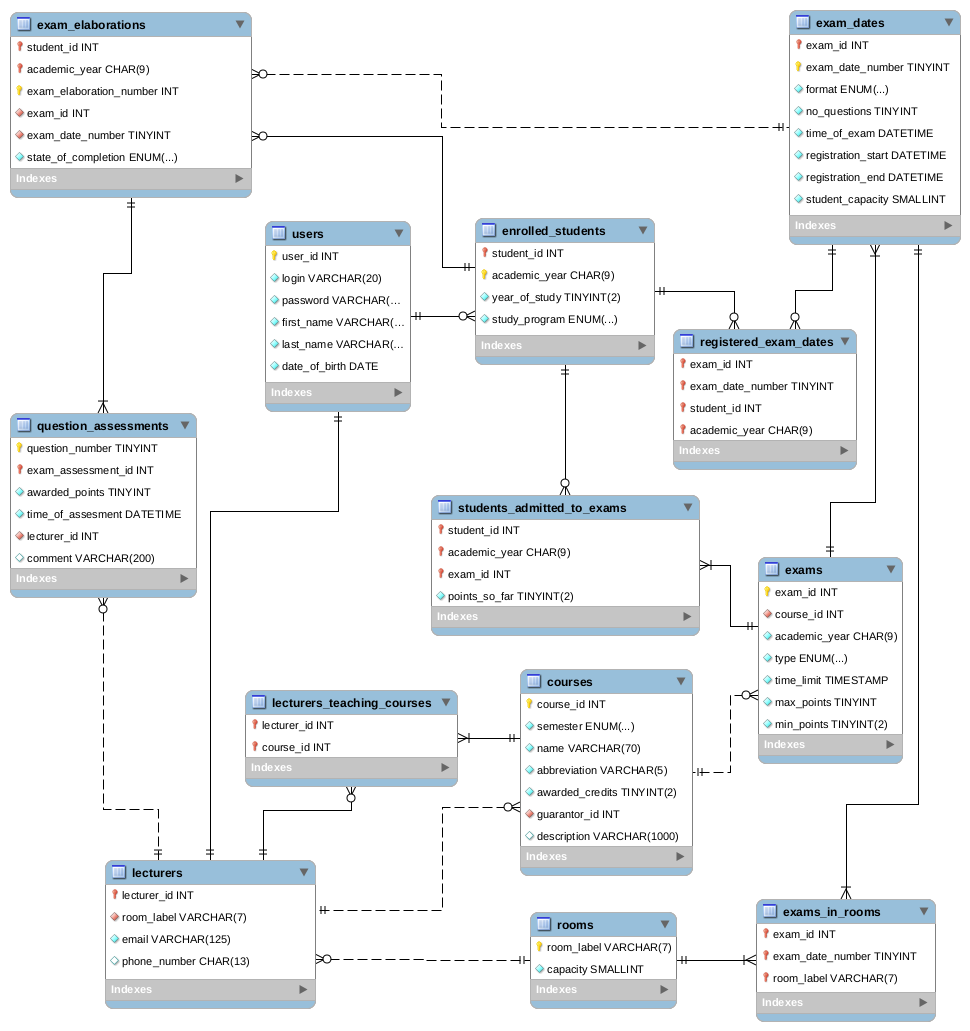 exam_elaborations
student_id INT
academic_year CHAR(9)
exam_elaboration_number INT
exam_id INT
exam_date_number TINYINT
state_of_completion ENUM(...)
Indexes
exam_dates
exam_id INT
exam_date_number TINYINT
format ENUM(...)
no_questions TINYINT
time_of_exam DATETIME
registration_start DATETIME
registration_end DATETIME
student_capacity SMALLINT
Indexes
users
user_id INT
login VARCHAR(20)
password VARCHAR(...
first_name VARCHAR(...
last_name VARCHAR(...
date_of_birth DATE
Indexes
enrolled_students
student_id INT
academic_year CHAR(9)
year_of_study TINYINT(2)
study_program ENUM(...)
Indexes
registered_exam_dates
exam_id INT
exam_date_number TINYINT
student_id INT
academic_year CHAR(9)
Indexes
question_assessments
question_number TINYINT
exam_assessment_id INT
awarded_points TINYINT
time_of_assesment DATETIME
lecturer_id INT
comment VARCHAR(200)
Indexes
students_admitted_to_exams
student_id INT
academic_year CHAR(9)
exam_id INT
points_so_far TINYINT(2)
Indexes
exams
exam_id INT
course_id INT
academic_year CHAR(9)
type ENUM(...)
time_limit TIMESTAMP
max_points TINYINT
min_points TINYINT(2)
Indexes
lecturers_teaching_courses
lecturer_id INT
course_id INT
Indexes
courses
course_id INT
semester ENUM(...)
name VARCHAR(70)
abbreviation VARCHAR(5)
awarded_credits TINYINT(2)
guarantor_id INT
description VARCHAR(1000)
Indexes
lecturers
lecturer_id INT
room_label VARCHAR(7)
email VARCHAR(125)
phone_number CHAR(13)
Indexes
rooms
room_label VARCHAR(7)
capacity SMALLINT
Indexes
exams_in_rooms
exam_id INT
exam_date_number TINYINT
room_label VARCHAR(7)
Indexes